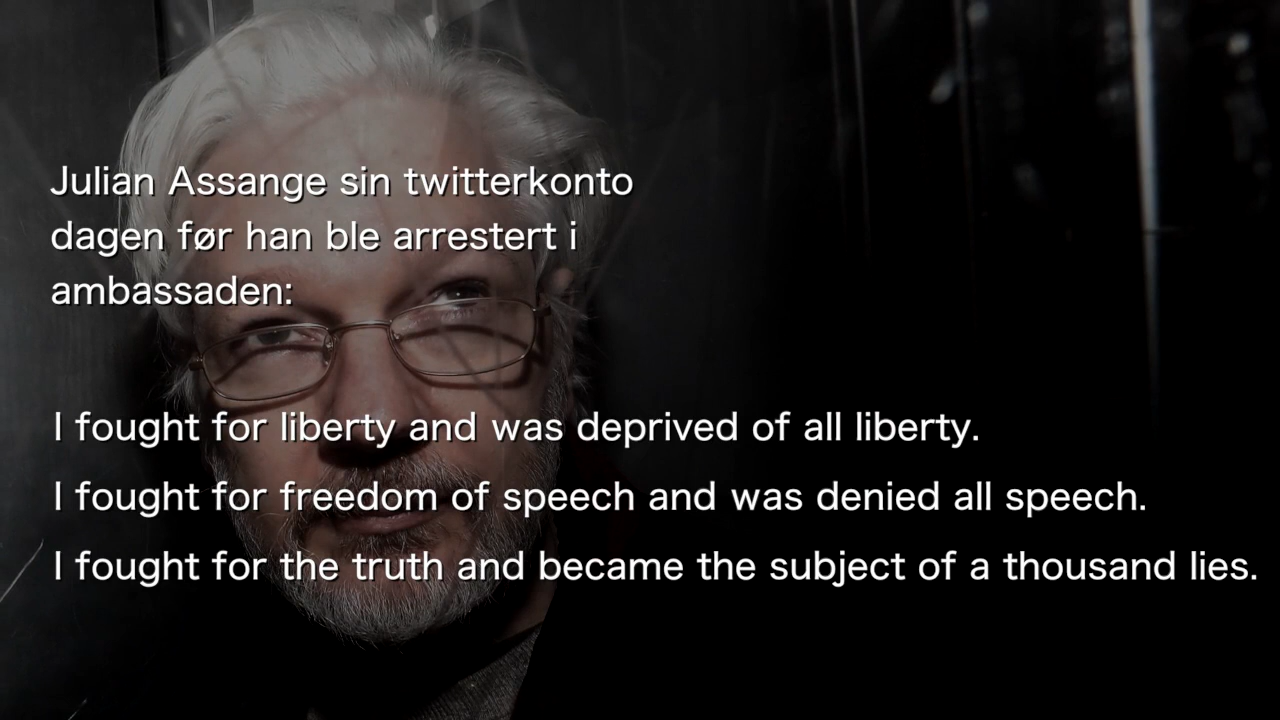 Julian Assange sin twitterkonto
dagen før han ble arrestert i
ambassaden:
I fought for liberty and was deprived of all liberty.
I fought for freedom of speech and was denied all speech.
I fought for the truth and became the subject of a thousand lies.